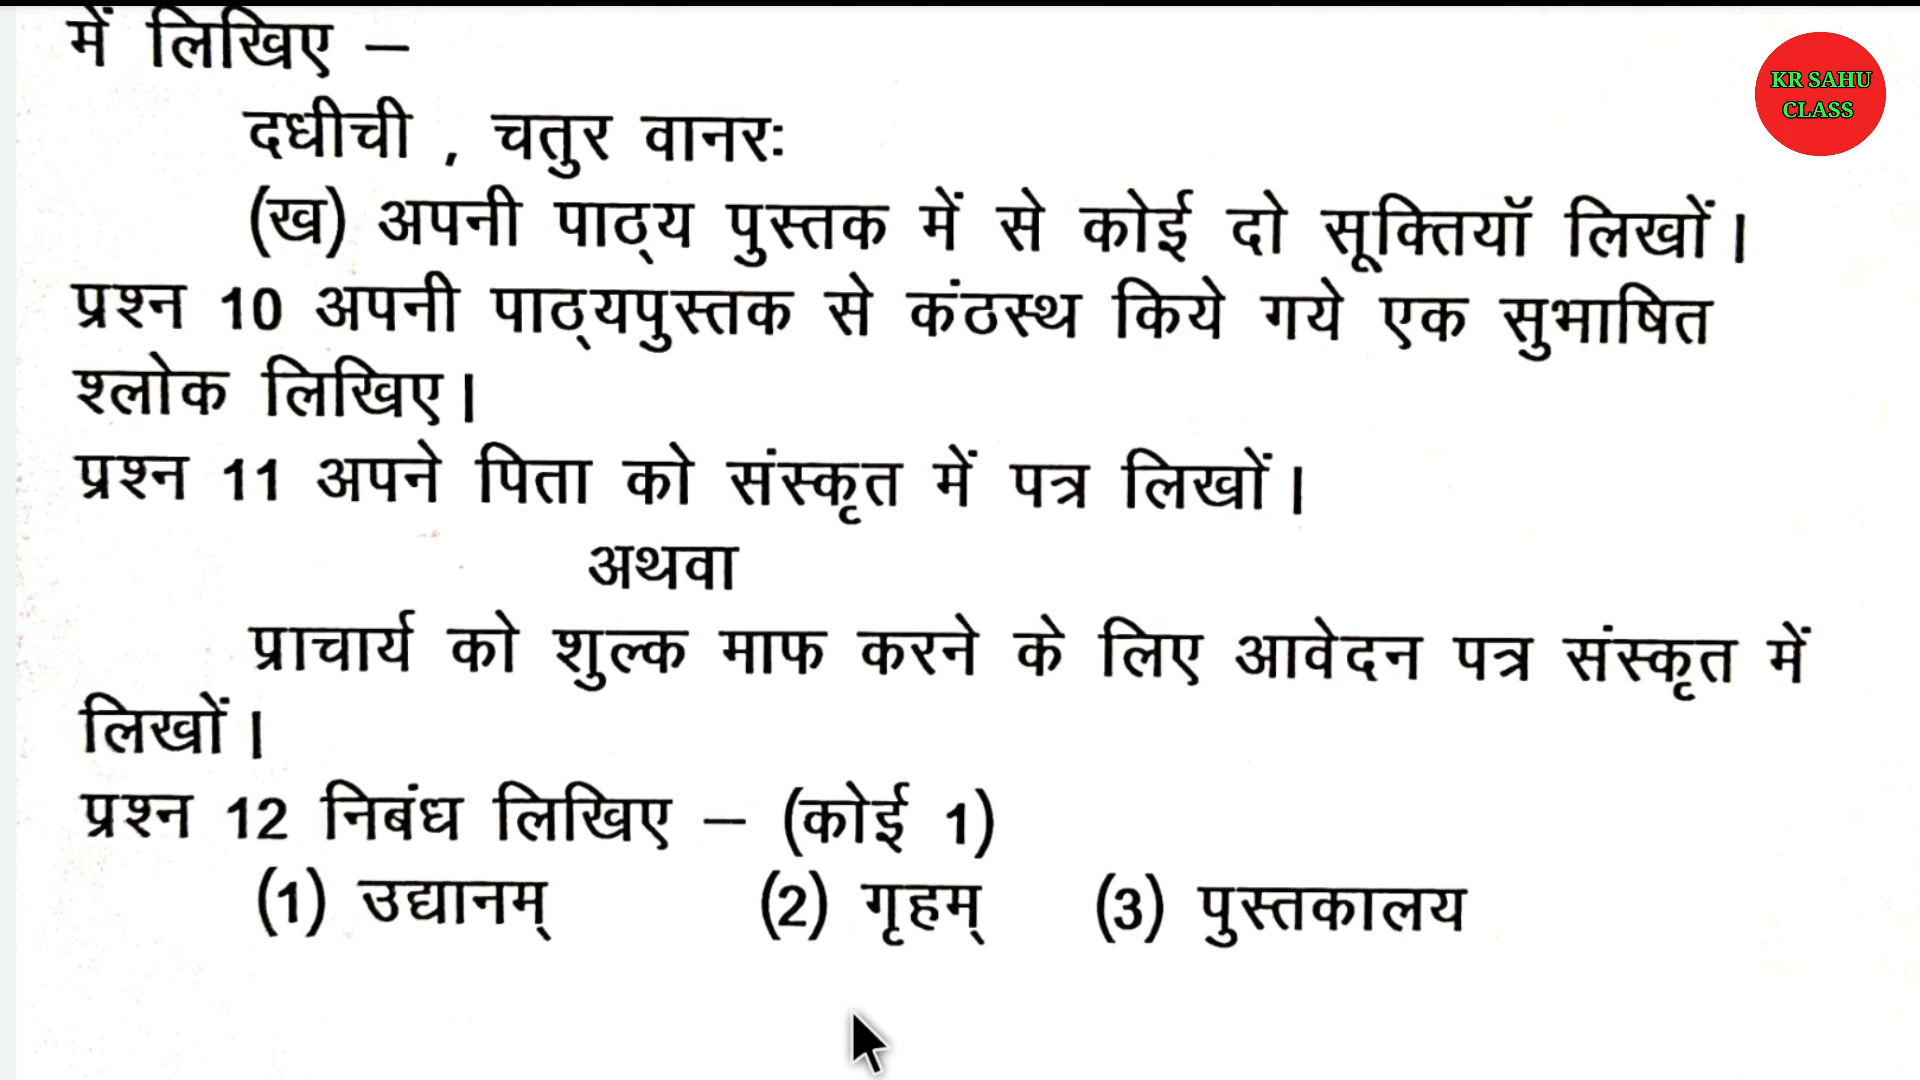 में लिखिए –
KR SAHU
CLASS
दधीची , चतुर वानरः
(ख) अपनी पाठ्य पुस्तक में से कोई दो सूक्तियॉ लिखों।
प्रश्न 10 अपनी पाठ्यपुस्तक से कंठस्थ किये गये एक सुभाषित
श्लोक लिखिए।
प्रश्न 11 अपने पिता को संस्कृत में पत्र लिखों।
अथवा
प्राचार्य को शुल्क माफ करने के लिए आवेदन पत्र संस्कृत में
लिखों।
प्रश्न 12 निबंध लिखिए – (कोई 1)
(1) उद्यानम् (2) गृहम् (3) पुस्तकालय